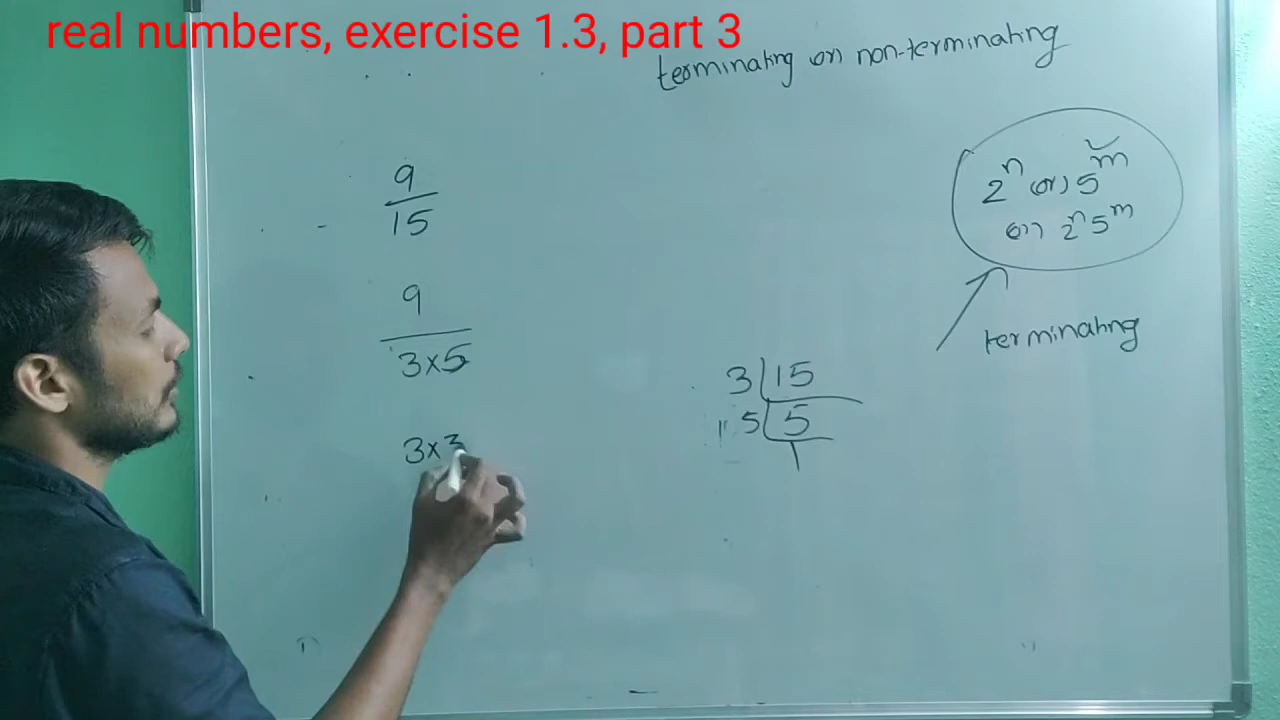 real numbers, exercise 1.3, part 3
terminating or non-terminating
9
15
9
3×5
3×3
3 15
5 5
1
2ⁿ (or) 5ᵐ
(or) 2ⁿ5ᵐ
terminating